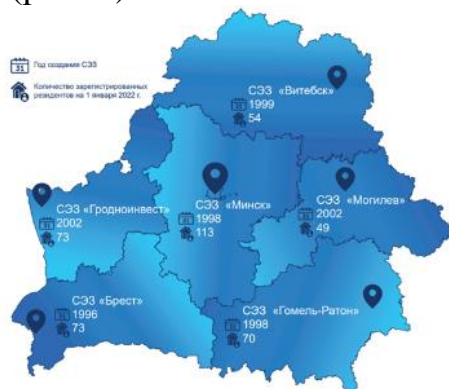 31 Год создания СЭЗ
Количество зарегистрированных
резидентов на 1 января 2022 г.
СЭЗ «Витебск»
1999
54
СЭЗ «Гродноинвест»
2002
73
СЭЗ «Минск»
1998
113
СЭЗ «Могилев»
2002
49
СЭЗ «Брест»
1996
73
СЭЗ «Гомель-Ратон»
1998
70